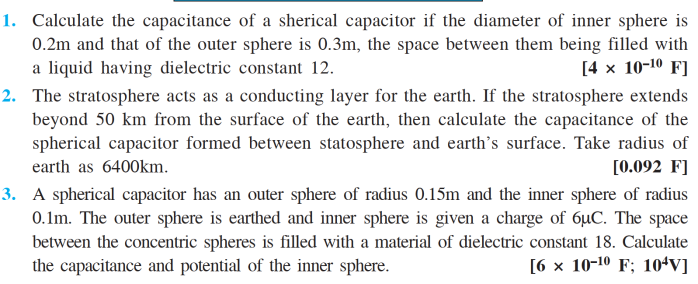 1. Calculate the capacitance of a sherical capacitor if the diameter of inner sphere is
0.2m and that of the outer sphere is 0.3m, the space between them being filled with
a liquid having dielectric constant 12. [4 × 10⁻¹⁰ F]
2. The stratosphere acts as a conducting layer for the earth. If the stratosphere extends
beyond 50 km from the surface of the earth, then calculate the capacitance of the
spherical capacitor formed between statosphere and earth's surface. Take radius of
earth as 6400km. [0.092 F]
3. A spherical capacitor has an outer sphere of radius 0.15m and the inner sphere of radius
0.1m. The outer sphere is earthed and inner sphere is given a charge of 6μC. The space
between the concentric spheres is filled with a material of dielectric constant 18. Calculate
the capacitance and potential of the inner sphere. [6 × 10⁻¹⁰ F; 10⁴V]